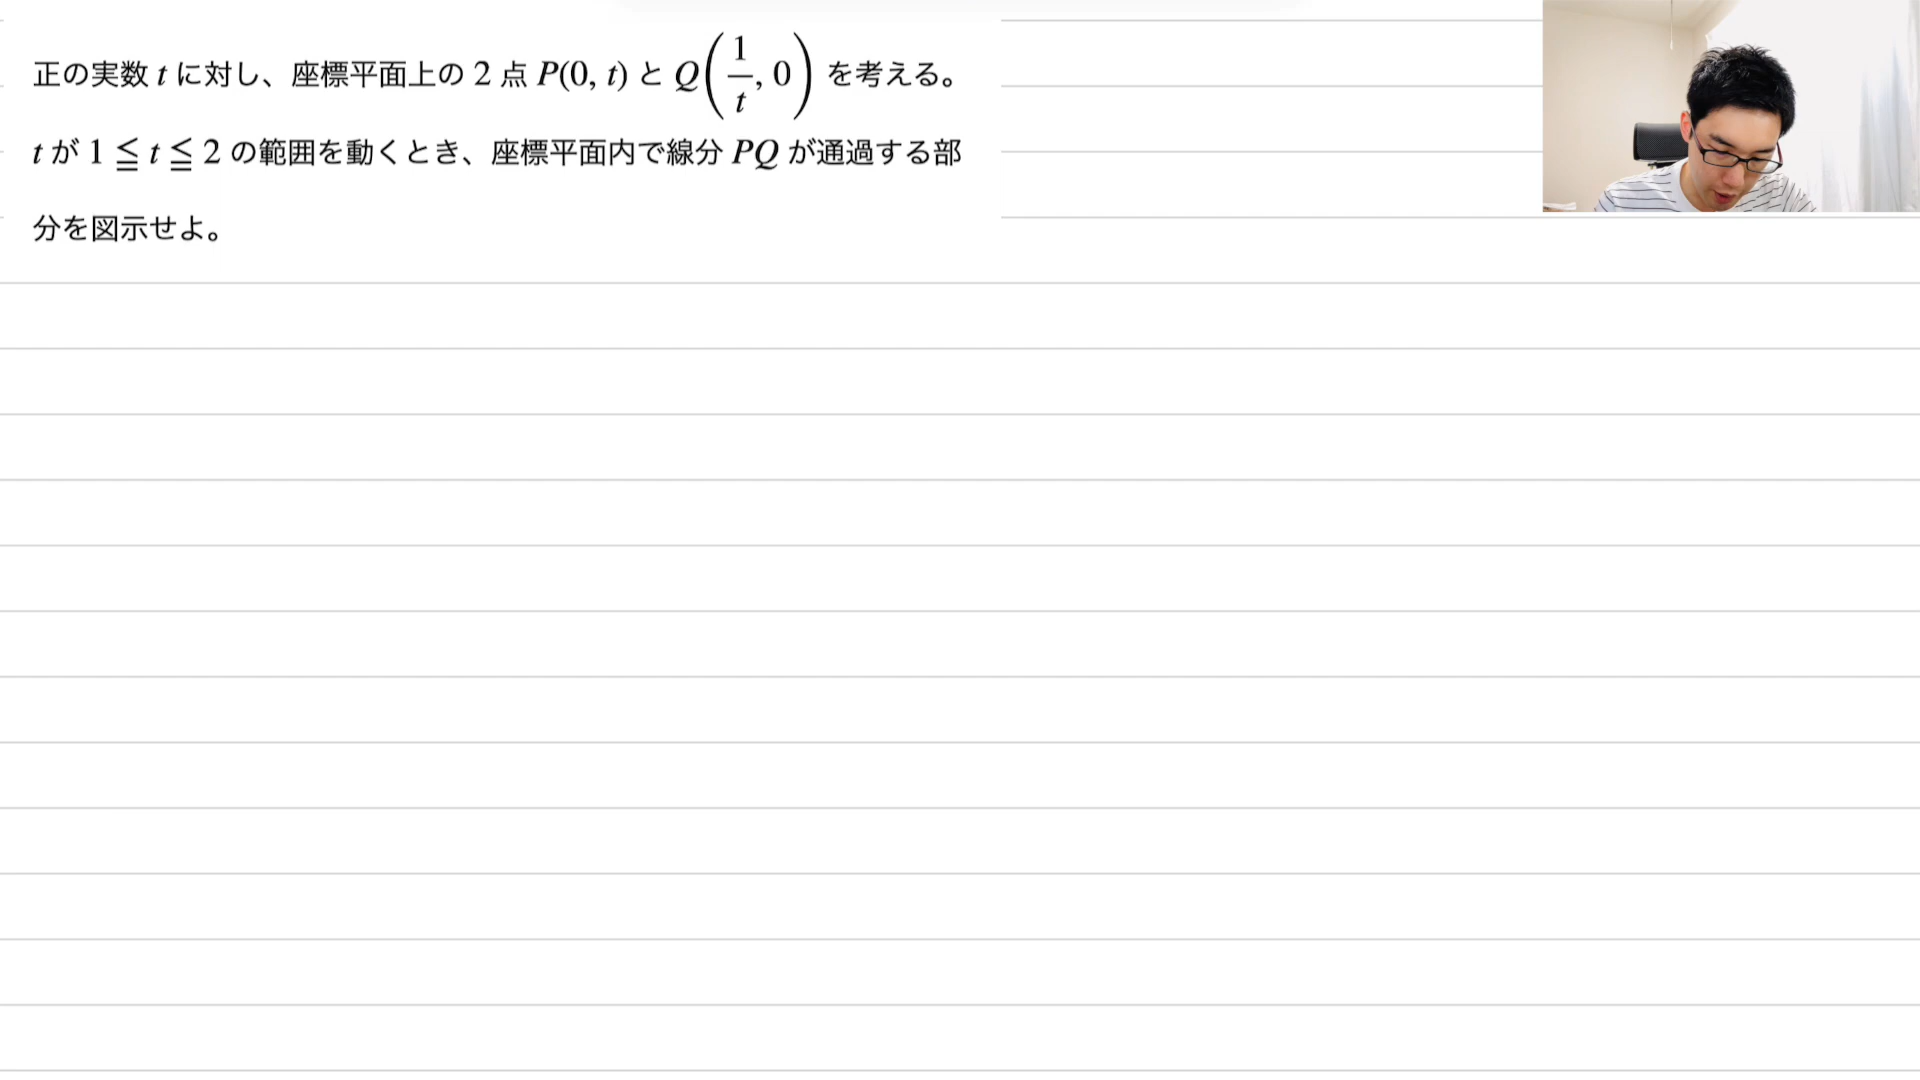 正の実数 t に対し、座標平面上の 2 点 P(0, t) と Q(1/t, 0) を考える。
t が 1 ≦ t ≦ 2 の範囲を動くとき、座標平面内で線分 PQ が通過する部
分を図示せよ。